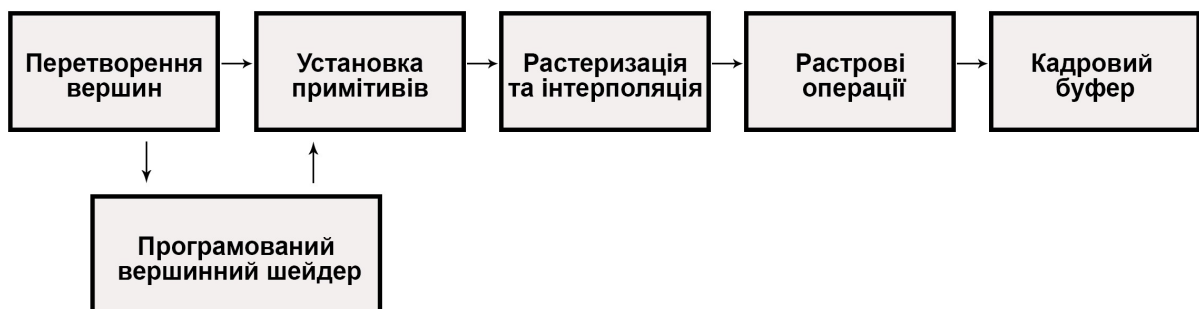 Перетворення
вершин
Установка
примітивів
Растеризація
та інтерполяція
Растрові
операції
Кадровий
буфер
Програмований
вершинний шейдер